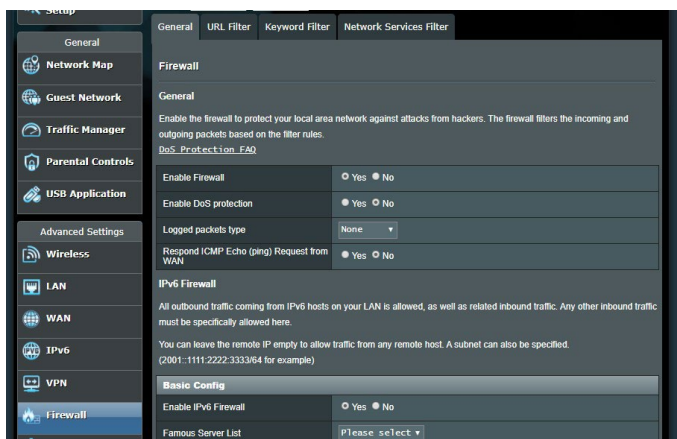 Setup
General
Network Map
Guest Network
Traffic Manager
Parental Controls
USB Application
Advanced Settings
Wireless
LAN
WAN
IPv6
VPN
Firewall
General URL Filter Keyword Filter Network Services Filter
Firewall
General
Enable the firewall to protect your local area network against attacks from hackers. The firewall filters the incoming and
outgoing packets based on the filter rules.
DoS Protection FAQ
Enable Firewall Yes No
Enable DoS protection Yes No
Logged packets type None
Respond ICMP Echo (ping) Request from
WAN Yes No
IPv6 Firewall
All outbound traffic coming from IPv6 hosts on your LAN is allowed, as well as related inbound traffic. Any other inbound traffic
must be specifically allowed here.
You can leave the remote IP empty to allow traffic from any remote host. A subnet can also be specified.
(2001::1111:2222:3333/64 for example)
Basic Config
Enable IPv6 Firewall Yes No
Famous Server List Please select